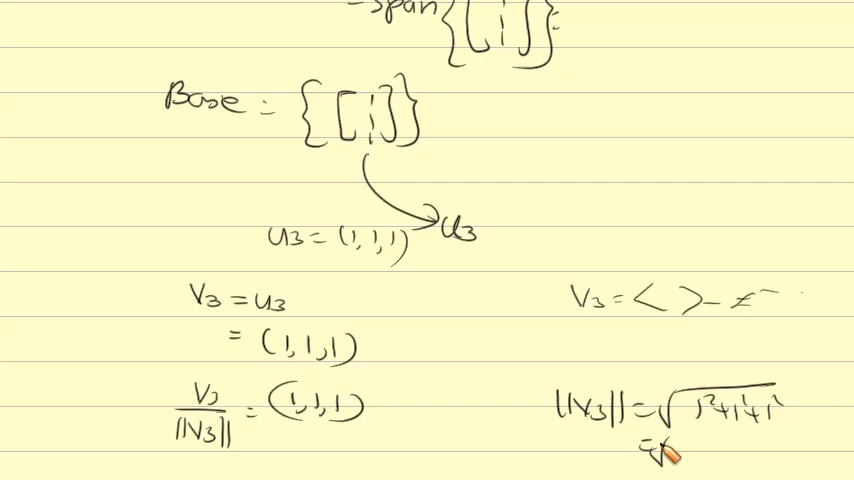 =span{[1 1 1]}=
Base = {[1 1 1]}
u3
u3 = (1, 1, 1)
V3 = u3
V3 = < > -
= (1, 1, 1)
V3/||V3|| = (1, 1, 1)
||V3|| = √1²+1²+1²
=√